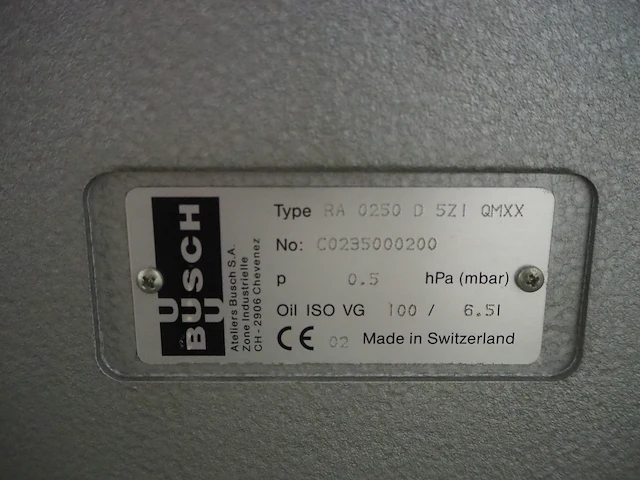 BUSCH
Ateliers Busch S.A.
Zone Industrielle
CH - 2906 Chevenez
Type RA 0250 D 5Z1 QMXX
No: C0235000200
p 0.5 hPa (mbar)
Oil ISO VG 100 / 6.5l
CE 02 Made in Switzerland